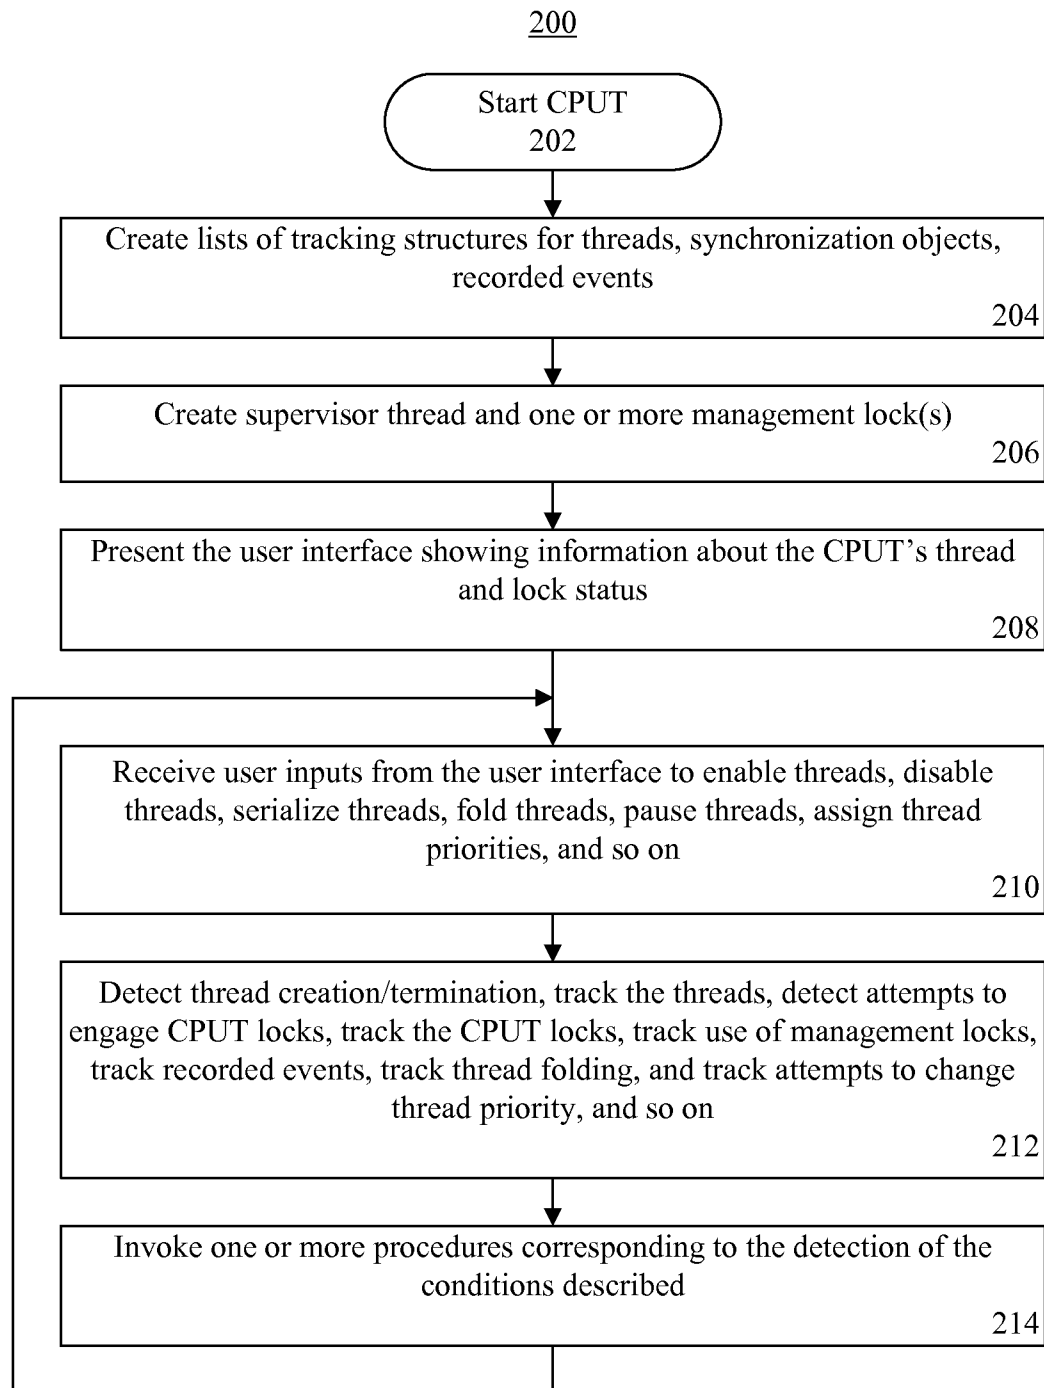 200
Start CPUT
202
Create lists of tracking structures for threads, synchronization objects,
recorded events
204
Create supervisor thread and one or more management lock(s)
206
Present the user interface showing information about the CPUT’s thread
and lock status
208
Receive user inputs from the user interface to enable threads, disable
threads, serialize threads, fold threads, pause threads, assign thread
priorities, and so on
210
Detect thread creation/termination, track the threads, detect attempts to
engage CPUT locks, track the CPUT locks, track use of management locks,
track recorded events, track thread folding, and track attempts to change
thread priority, and so on
212
Invoke one or more procedures corresponding to the detection of the
conditions described
214